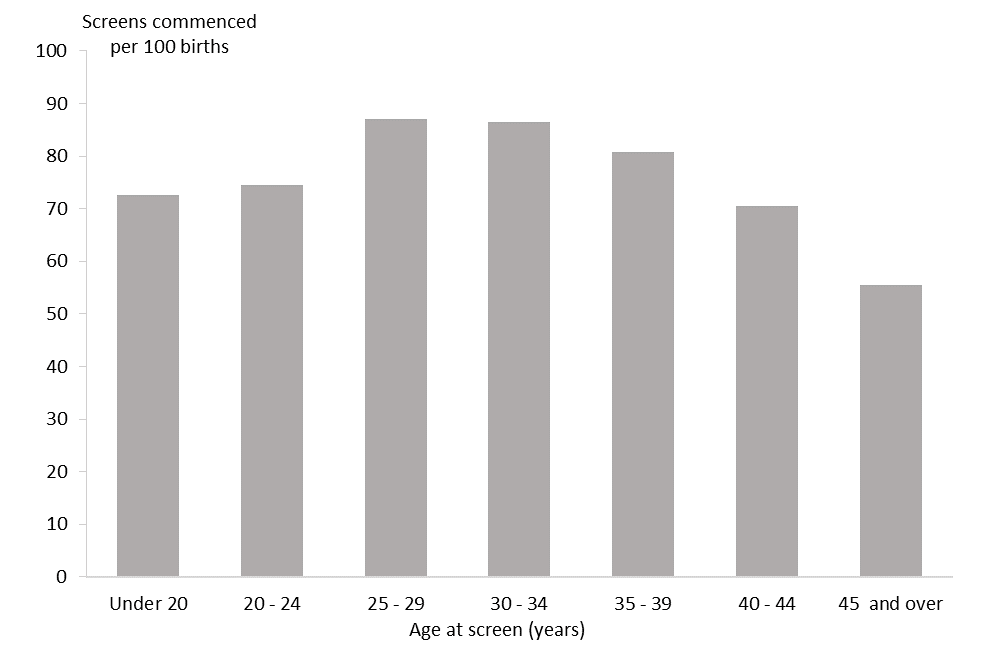 Screens commenced
per 100 births
100
90
80
70
60
50
40
30
20
10
0
Under 20
20 - 24
25 - 29
30 - 34
35 - 39
40 - 44
45 and over
Age at screen (years)